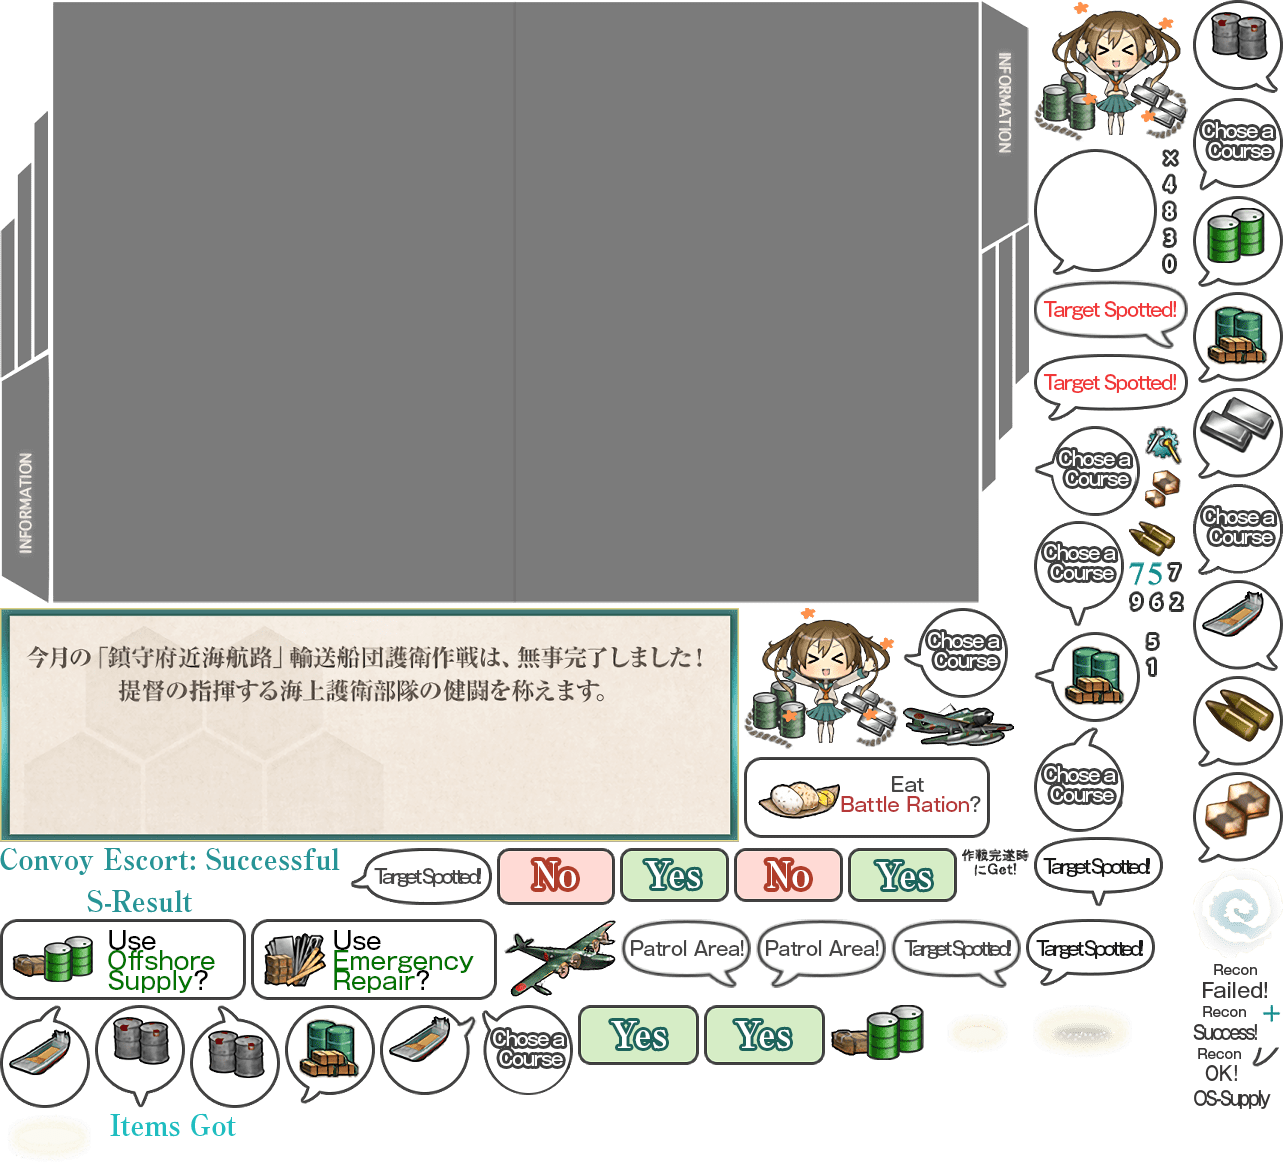 INFORMATION
INFORMATION
Chose a
Course
×
4
8
3
0
Target Spotted!
Target Spotted!
Chose a
Course
Chose a
Course
Chose a
Course
75 7
9 6 2
5
1
今月の「鎮守府近海航路」輸送船団護衛作戦は、無事完了しました!
提督の指揮する海上護衛部隊の健闘を称えます。
Chose a
Course
Chose a
Course
Eat
Battle Ration?
Convoy Escort: Successful
S-Result
Target Spotted!
No
Yes
No
Yes
作戦完遂時
にGet!
Target Spotted!
Use
Offshore
Supply?
Use
Emergency
Repair?
Patrol Area!
Patrol Area!
Target Spotted!
Target Spotted!
Recon
Failed!
Recon
Success!
Recon
OK!
OS-Supply
Chose a
Course
Yes
Yes
Items Got